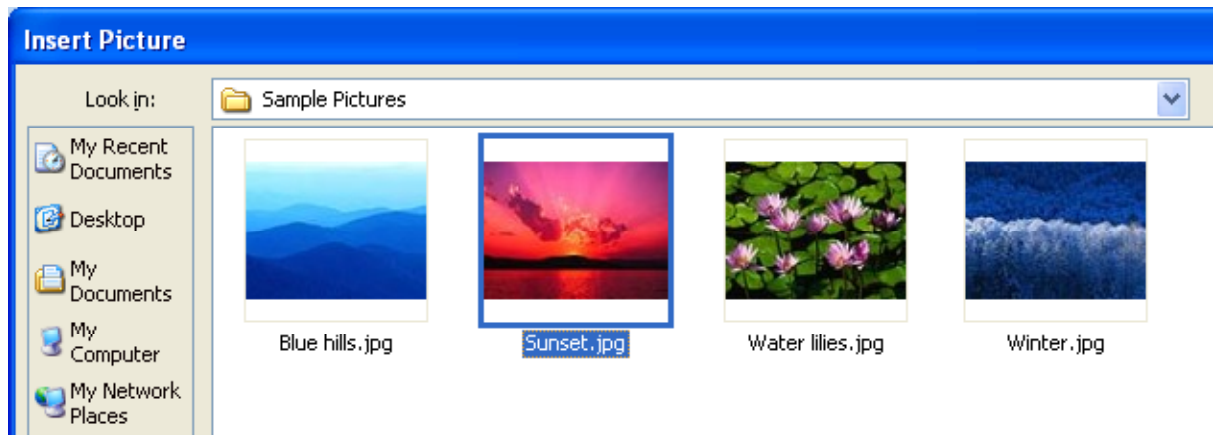 Insert Picture
Look in:
Sample Pictures
My Recent
Documents
Desktop
My
Documents
My
Computer
My Network
Places
Blue hills.jpg
Sunset.jpg
Water lilies.jpg
Winter.jpg